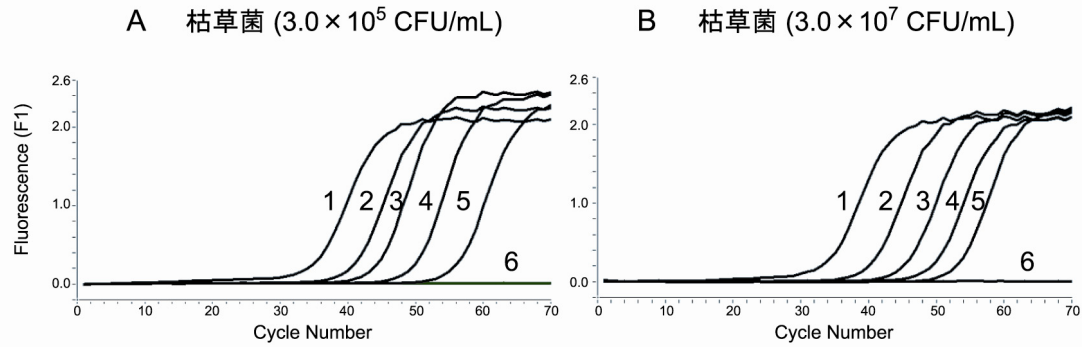 A 枯草菌 (3.0×10⁵ CFU/mL)
2.6
2.0
1.0
0.0
Fluorescence (F1)
1 2 3 4 5
6
0 10 20 30 40 50 60 70
Cycle Number
B 枯草菌 (3.0×10⁷ CFU/mL)
2.6
2.0
1.0
0.0
1 2 3 4 5
6
0 10 20 30 40 50 60 70
Cycle Number